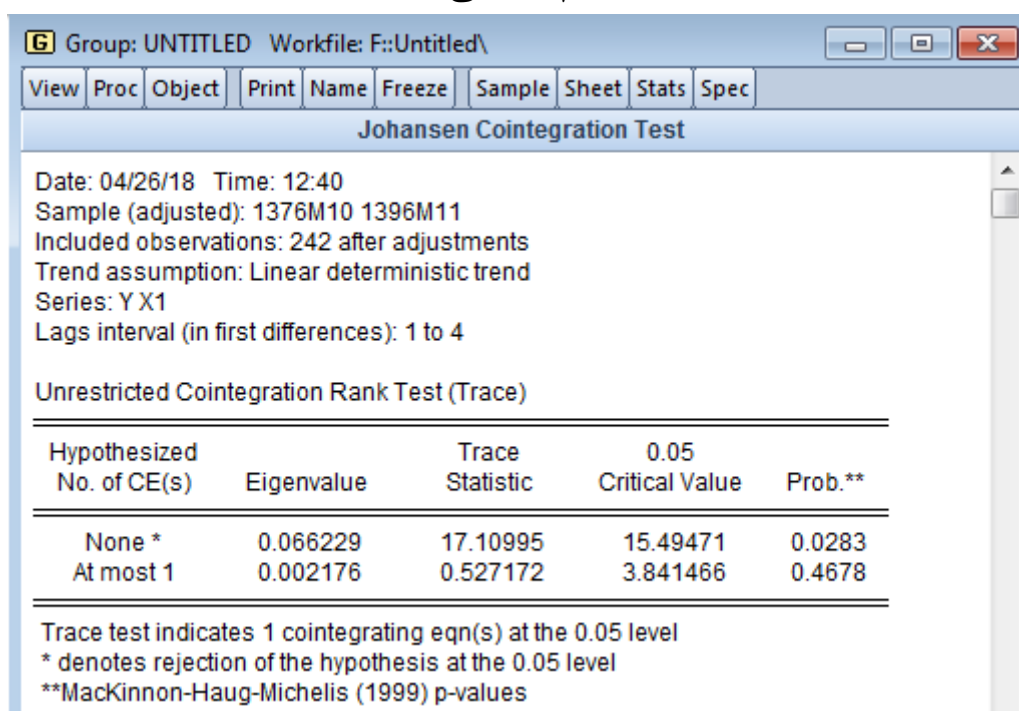 Group: UNTITLED Workfile: F::Untitled\
View Proc Object Print Name Freeze Sample Sheet Stats Spec
Johansen Cointegration Test
Date: 04/26/18 Time: 12:40
Sample (adjusted): 1376M10 1396M11
Included observations: 242 after adjustments
Trend assumption: Linear deterministic trend
Series: Y X1
Lags interval (in first differences): 1 to 4
Unrestricted Cointegration Rank Test (Trace)
Hypothesized Trace 0.05
No. of CE(s) Eigenvalue Statistic Critical Value Prob.**
None * 0.066229 17.10995 15.49471 0.0283
At most 1 0.002176 0.527172 3.841466 0.4678
Trace test indicates 1 cointegrating eqn(s) at the 0.05 level
* denotes rejection of the hypothesis at the 0.05 level
**MacKinnon-Haug-Michelis (1999) p-values